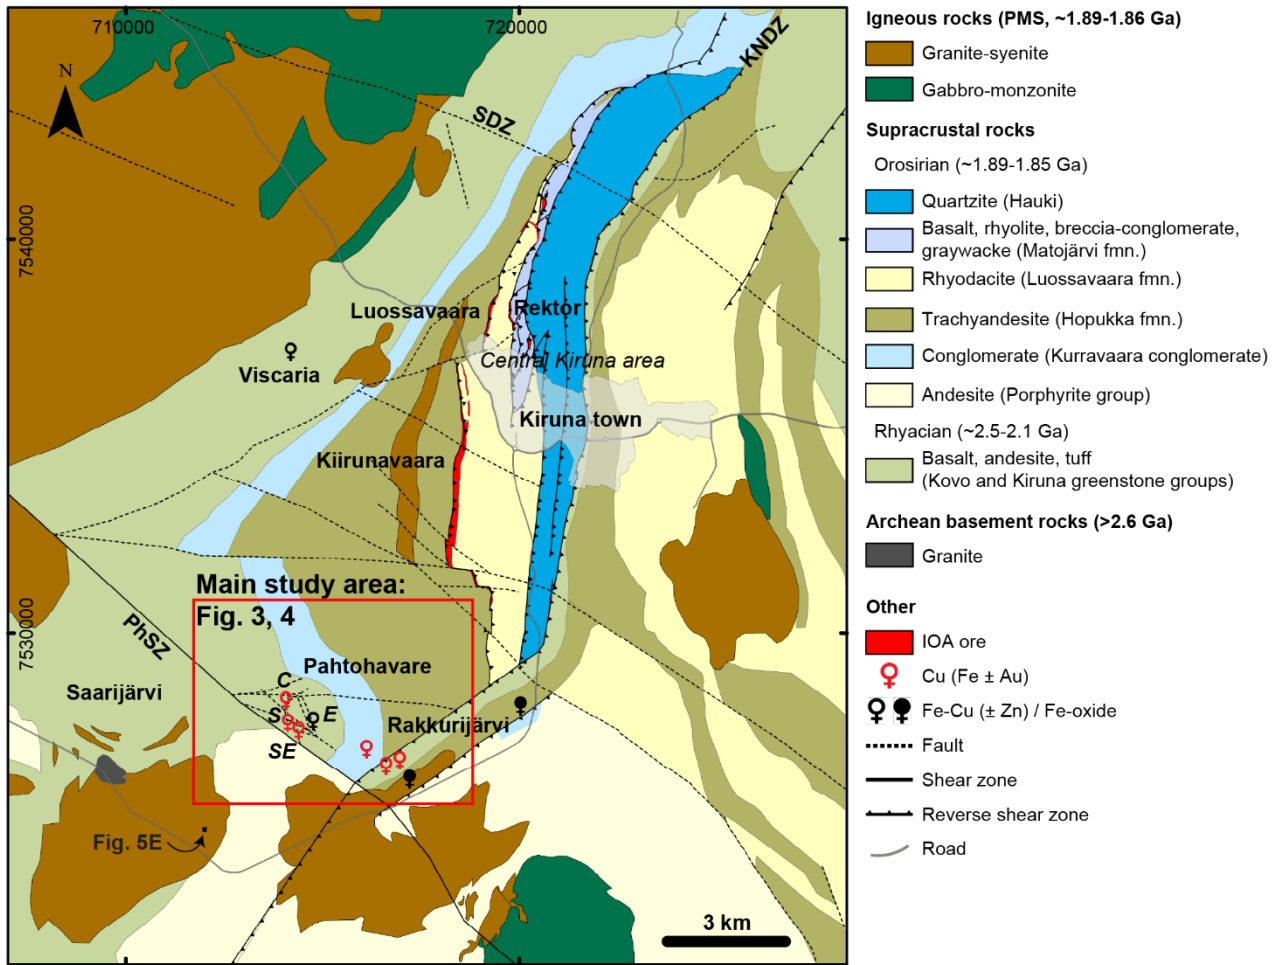 710000
720000
N
SDZ
KNDZ
7540000
Luossavaara
Rektor
Central Kiruna area
Viscaria
Kiruna town
Kiirunavaara
Main study area:
Fig. 3, 4
7530000
PhSZ
Pahtohavare
Saarijärvi
C
S
E
Rakkurijärvi
SE
Fig. 5E
3 km
Igneous rocks (PMS, ~1.89-1.86 Ga)
Granite-syenite
Gabbro-monzonite
Supracrustal rocks
Orosirian (~1.89-1.85 Ga)
Quartzite (Hauki)
Basalt, rhyolite, breccia-conglomerate,
graywacke (Matojärvi fmn.)
Rhyodacite (Luossavaara fmn.)
Trachyandesite (Hopukka fmn.)
Conglomerate (Kurravaara conglomerate)
Andesite (Porphyrite group)
Rhyacian (~2.5-2.1 Ga)
Basalt, andesite, tuff
(Kovo and Kiruna greenstone groups)
Archean basement rocks (>2.6 Ga)
Granite
Other
IOA ore
Cu (Fe ± Au)
Fe-Cu (± Zn) / Fe-oxide
Fault
Shear zone
Reverse shear zone
Road